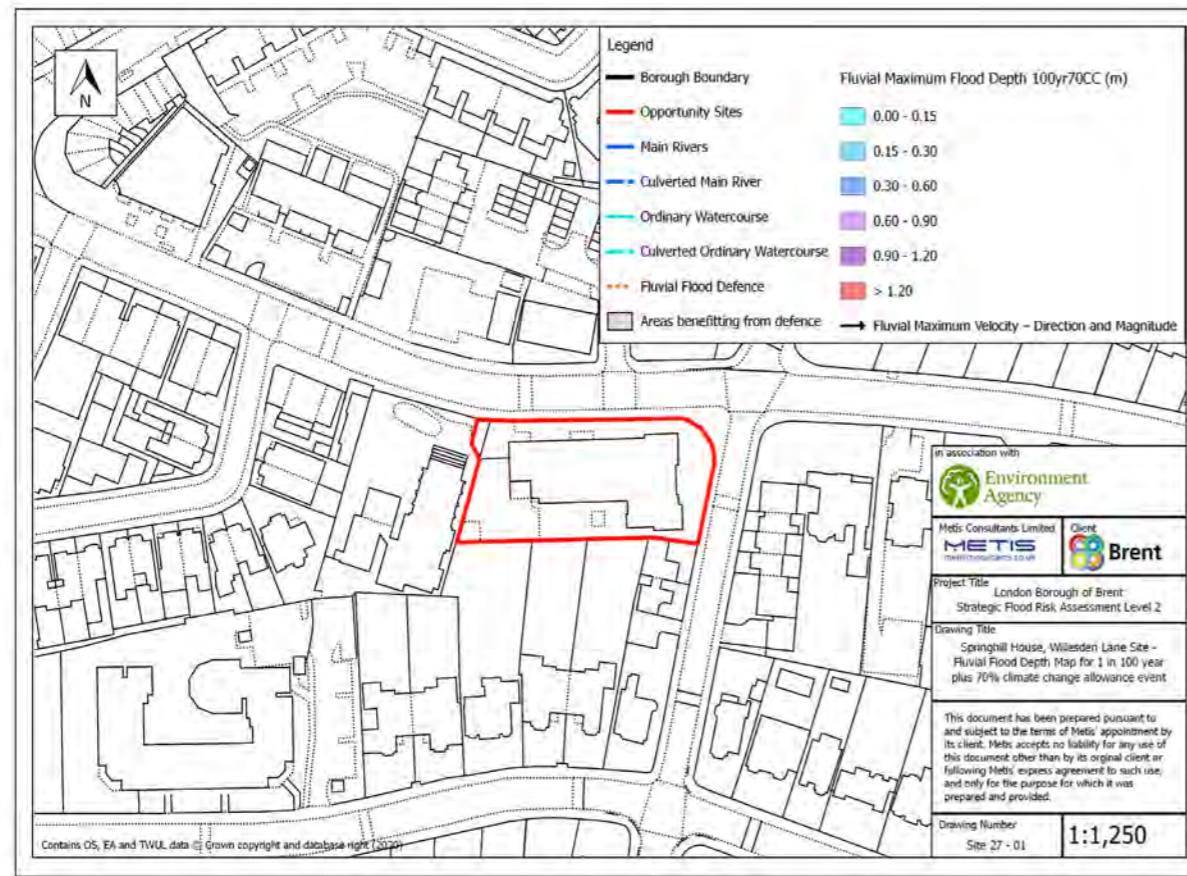 N
Legend
Borough Boundary
Opportunity Sites
Main Rivers
Culverted Main River
Ordinary Watercourse
Culverted Ordinary Watercourse
Fluvial Flood Defence
Areas benefitting from defence
Fluvial Maximum Flood Depth 100yr70CC (m)
0.00 - 0.15
0.15 - 0.30
0.30 - 0.60
0.60 - 0.90
0.90 - 1.20
> 1.20
Fluvial Maximum Velocity – Direction and Magnitude
in association with
Environment
Agency
Metis Consultants Limited
METIS
metisconsultants.co.uk
Client
Brent
Project Title
London Borough of Brent
Strategic Flood Risk Assessment Level 2
Drawing Title
Springhill House, Willesden Lane Site -
Fluvial Flood Depth Map for 1 in 100 year
plus 70% climate change allowance event
This document has been prepared pursuant to
and subject to the terms of Metis' appointment by
its client. Metis accepts no liability for any use of
this document other than by its orginal client or
following Metis' express agreement to such use,
and only for the purpose for which it was
prepared and provided.
Drawing Number
Site 27 - 01
1:1,250
Contains OS, EA and TWUL data © Crown copyright and database right (2020)